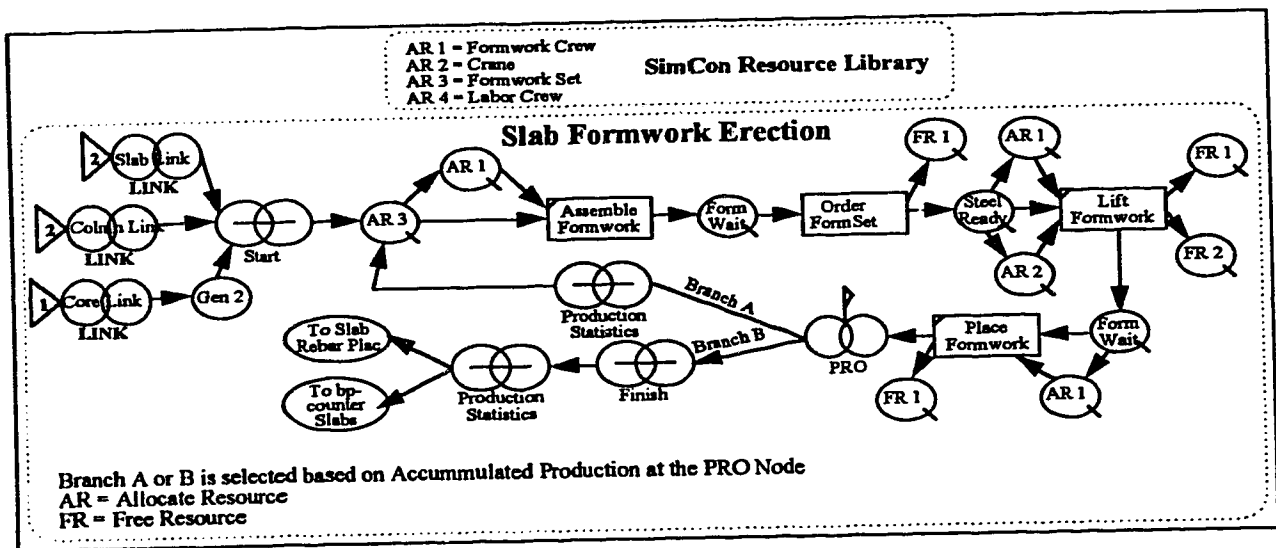 AR 1 = Formwork Crew
AR 2 = Crane
AR 3 = Formwork Set
AR 4 = Labor Crew
SimCon Resource Library
Slab Formwork Erection
2 Slab Link
LINK
2 Colmn Link
LINK
1 Core Link
LINK
Gen 2
Start
AR 3
AR 1
Assemble
Formwork
Form
Wait
Order
Form Set
FR 1
Steel
Ready
AR 1
AR 2
Lift
Formwork
FR 1
FR 2
Form
Wait
AR 1
Place
Formwork
FR 1
PRO
Branch A
Branch B
Production
Statistics
Finish
Production
Statistics
To Slab
Rebar Plac
To bp-
counter
Slabs
Branch A or B is selected based on Accummulated Production at the PRO Node
AR = Allocate Resource
FR = Free Resource